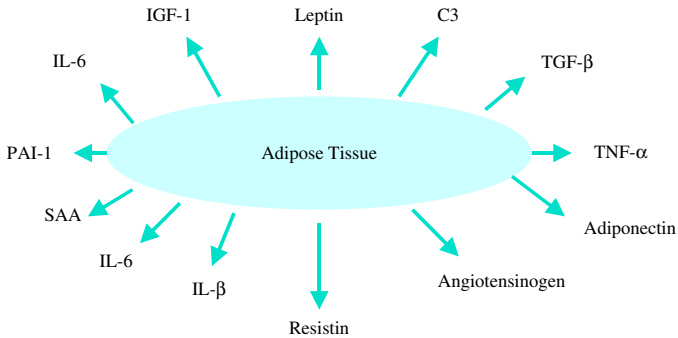 IGF-1
Leptin
C3
IL-6
TGF-β
PAI-1
Adipose Tissue
TNF-α
SAA
Adiponectin
IL-6
IL-β
Angiotensinogen
Resistin